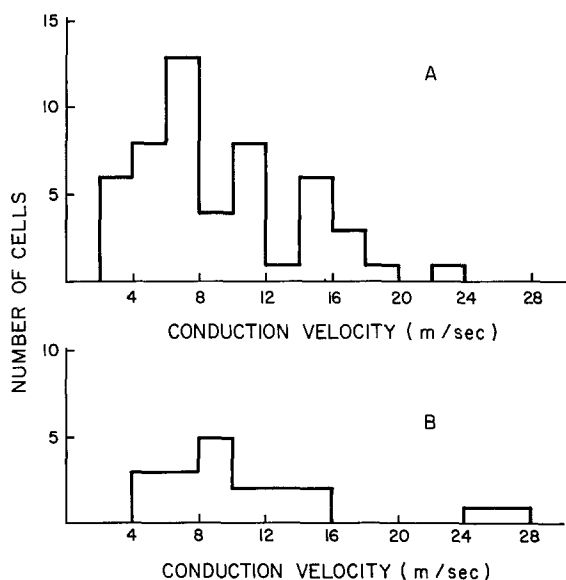 15
A
10
NUMBER OF CELLS
5
4 8 12 16 20 24 28
CONDUCTION VELOCITY (m/sec)
10
B
5
4 8 12 16 20 24 28
CONDUCTION VELOCITY (m/sec)